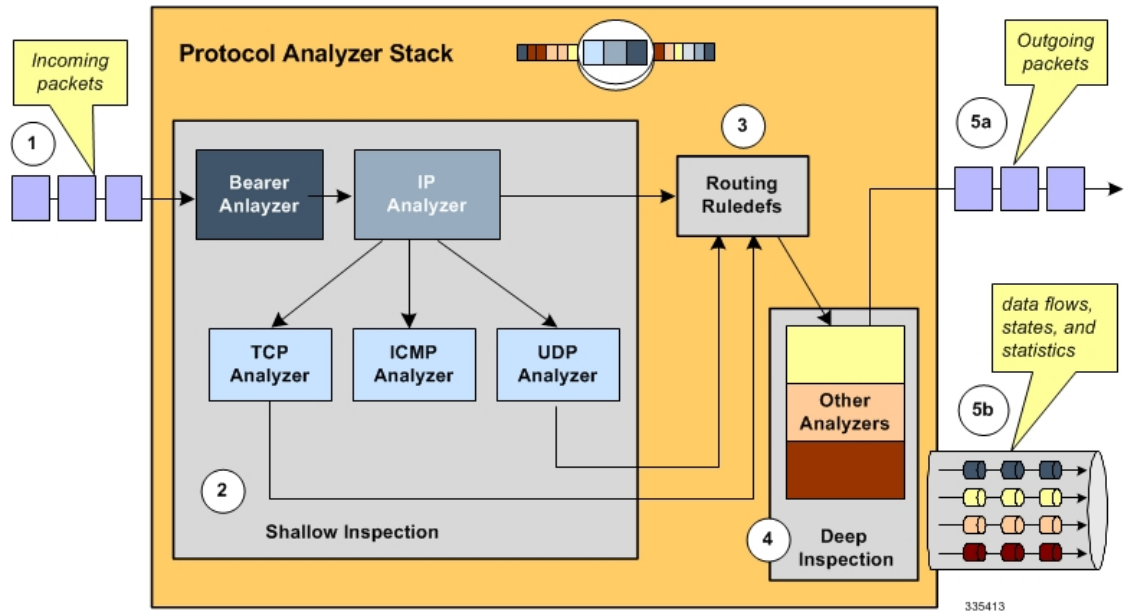 Protocol Analyzer Stack
Incoming
packets
Outgoing
packets
1
3
5a
Bearer
Anlayzer
IP
Analyzer
Routing
Ruledefs
TCP
Analyzer
ICMP
Analyzer
UDP
Analyzer
data flows,
states, and
statistics
Other
Analyzers
5b
2
Shallow Inspection
4
Deep
Inspection
335413